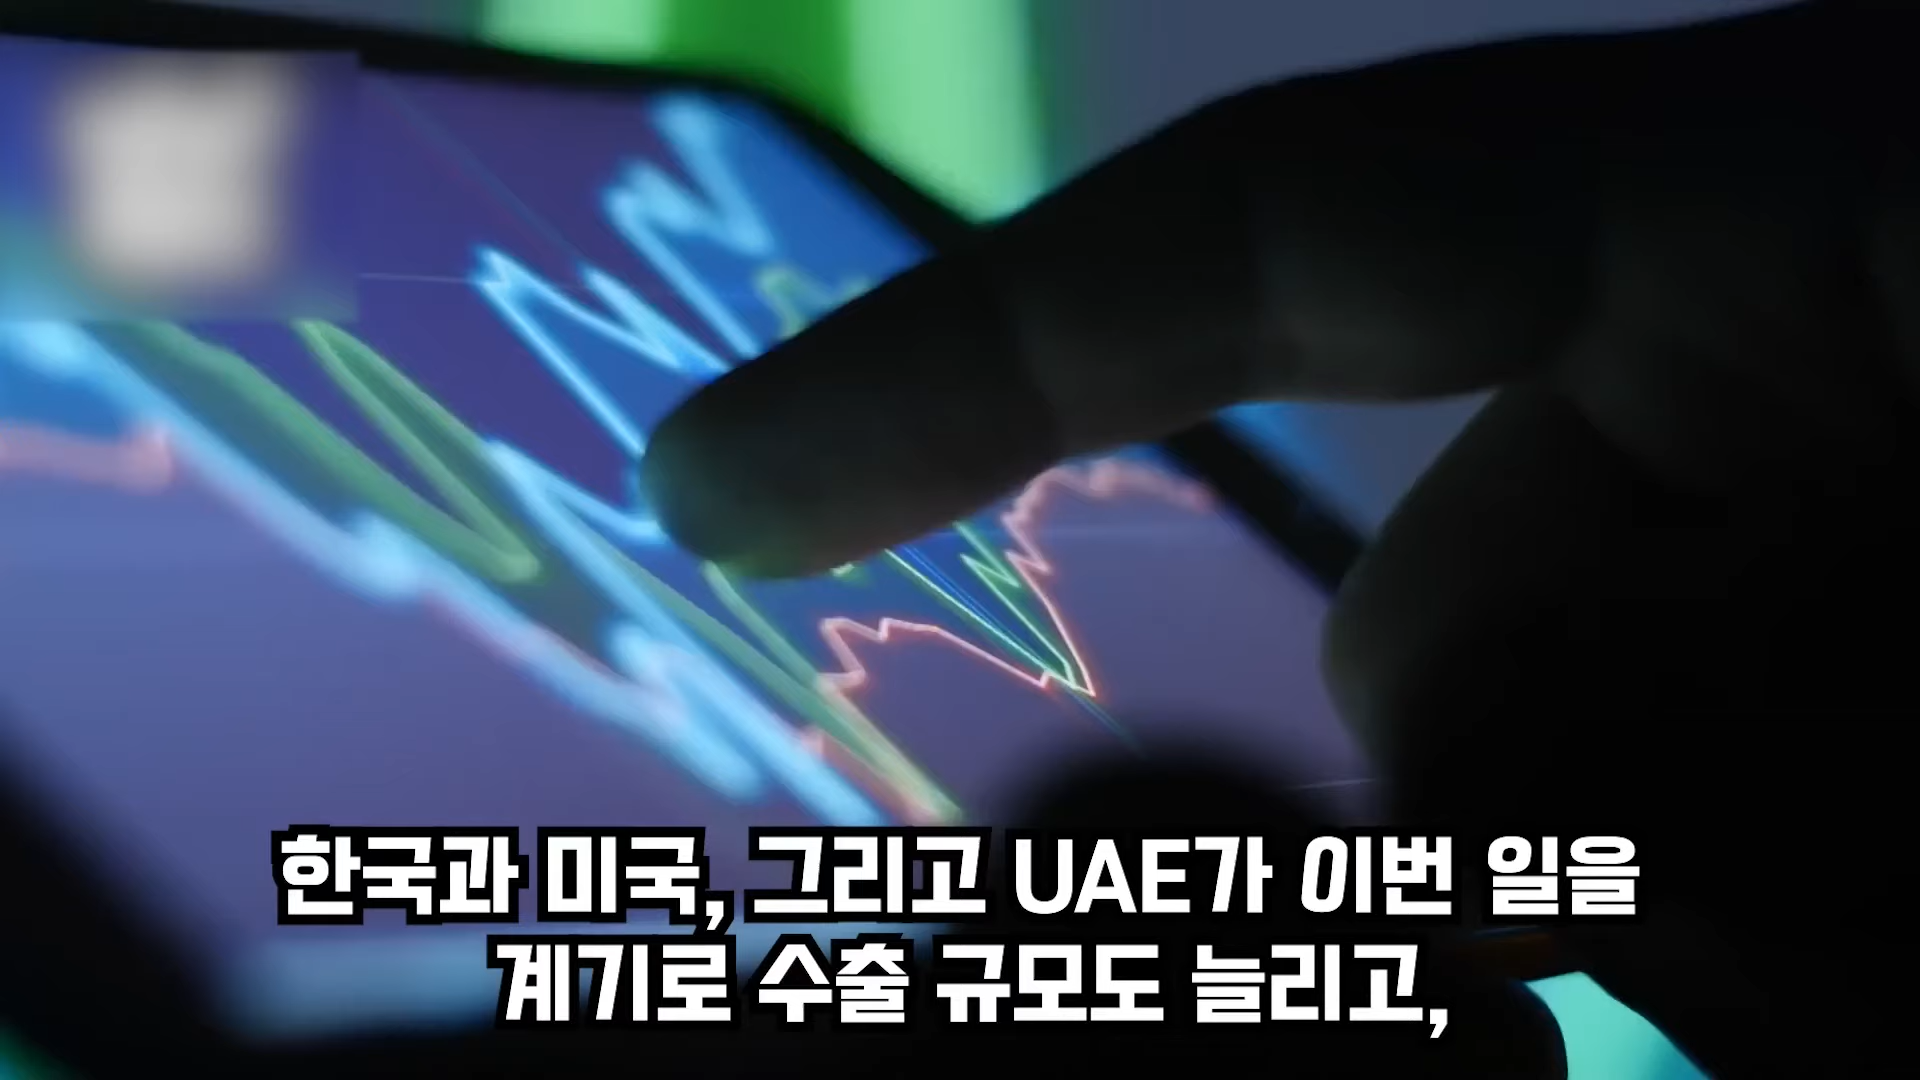 한국과 미국, 그리고 UAE가 이번 일을
계기로 수출 규모도 늘리고,